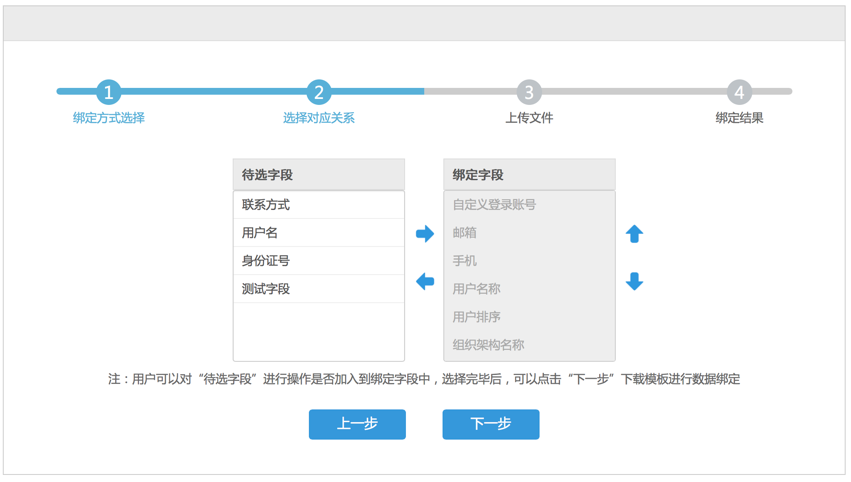 1
2
3
4
绑定方式选择
选择对应关系
上传文件
绑定结果
待选字段
绑定字段
联系方式
自定义登录账号
用户名
邮箱
身份证号
手机
测试字段
用户名称
用户排序
组织架构名称
注：用户可以对“待选字段”进行操作是否加入到绑定字段中，选择完毕后，可以点击“下一步”下载模板进行数据绑定
上一步
下一步